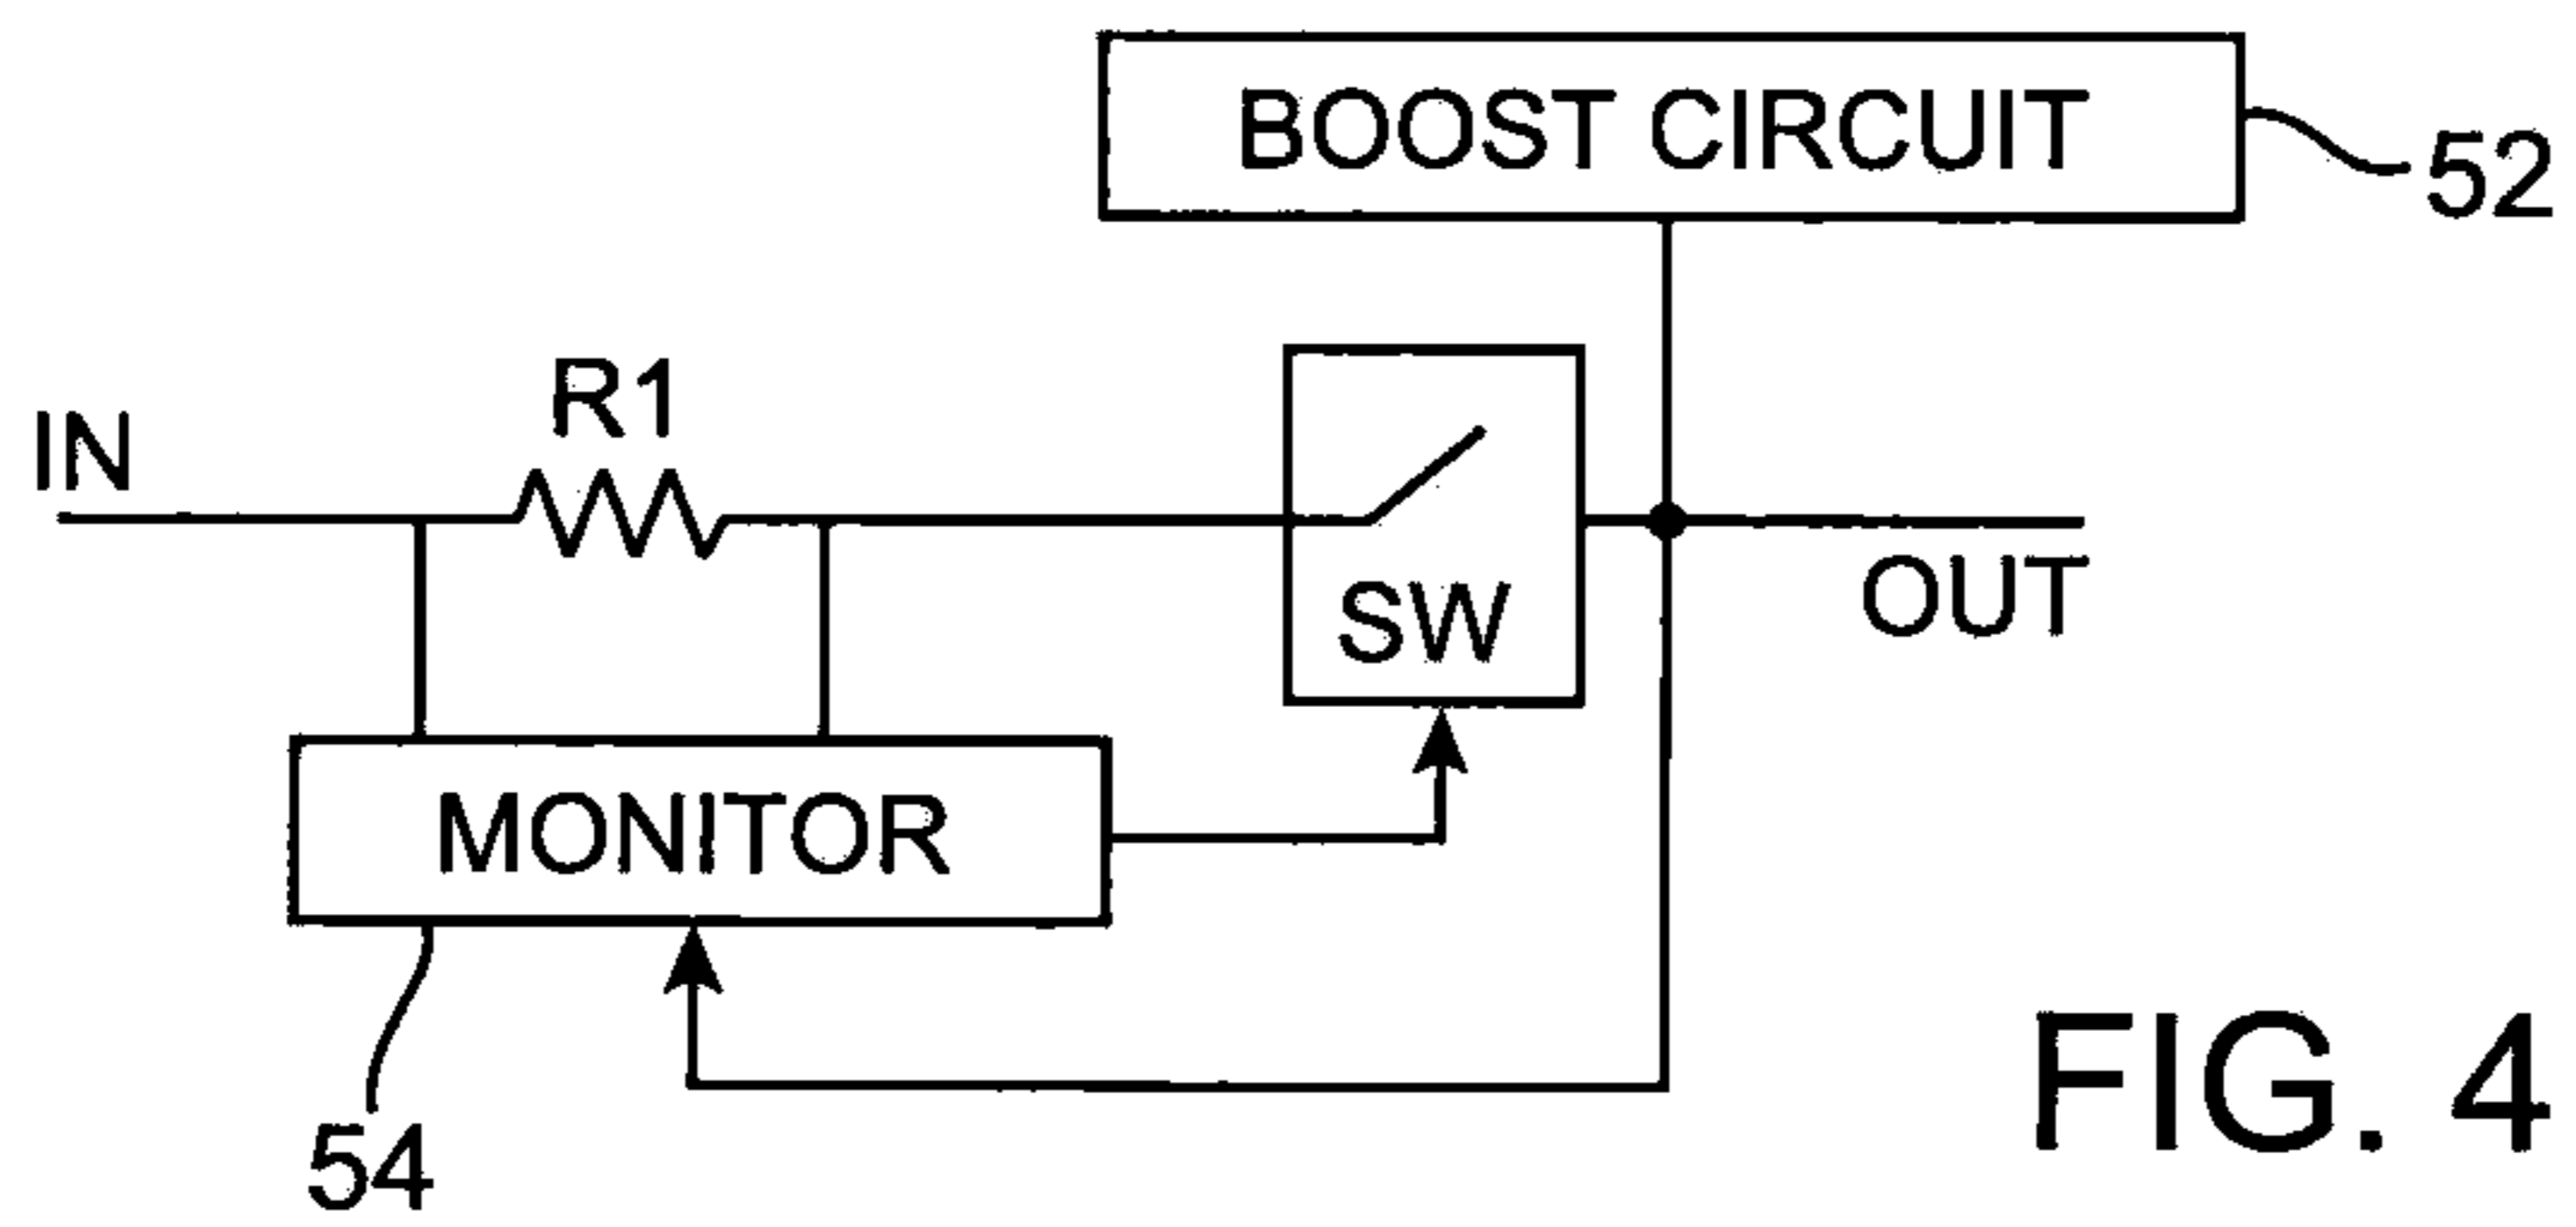 BOOST CIRCUIT
52
R1
IN
SW
OUT
MONITOR
54
FIG. 4